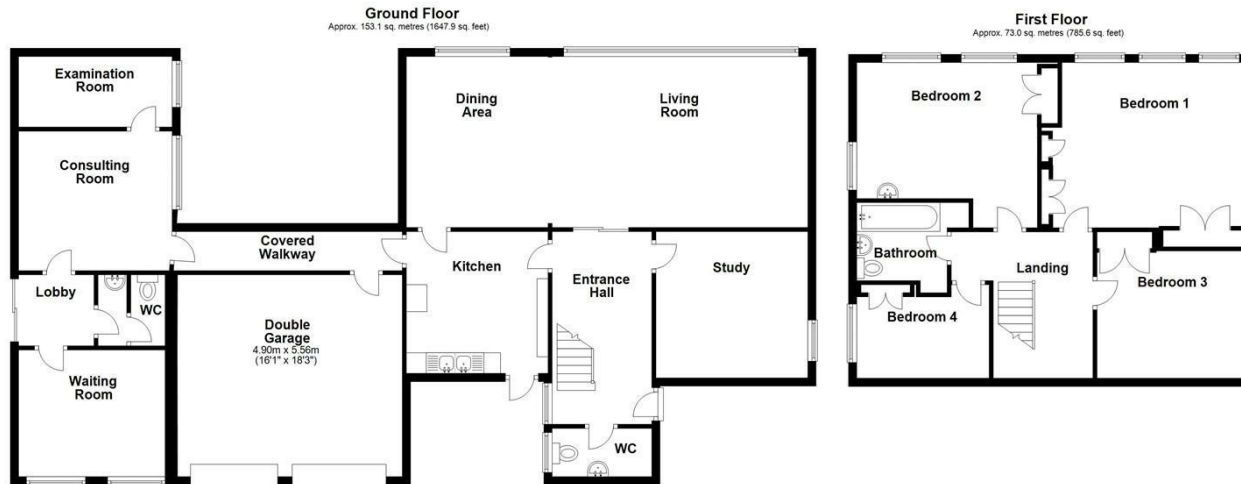 Ground Floor
Approx. 153.1 sq. metres (1647.9 sq. feet)
Examination
Room
Consulting
Room
Lobby
WC
Waiting
Room
Covered
Walkway
Double
Garage
4.90m x 5.56m
(16'1" x 18'3")
Dining
Area
Living
Room
Kitchen
Entrance
Hall
Study
WC
First Floor
Approx. 73.0 sq. metres (785.6 sq. feet)
Bedroom 2
Bedroom 1
Bathroom
Landing
Bedroom 3
Bedroom 4